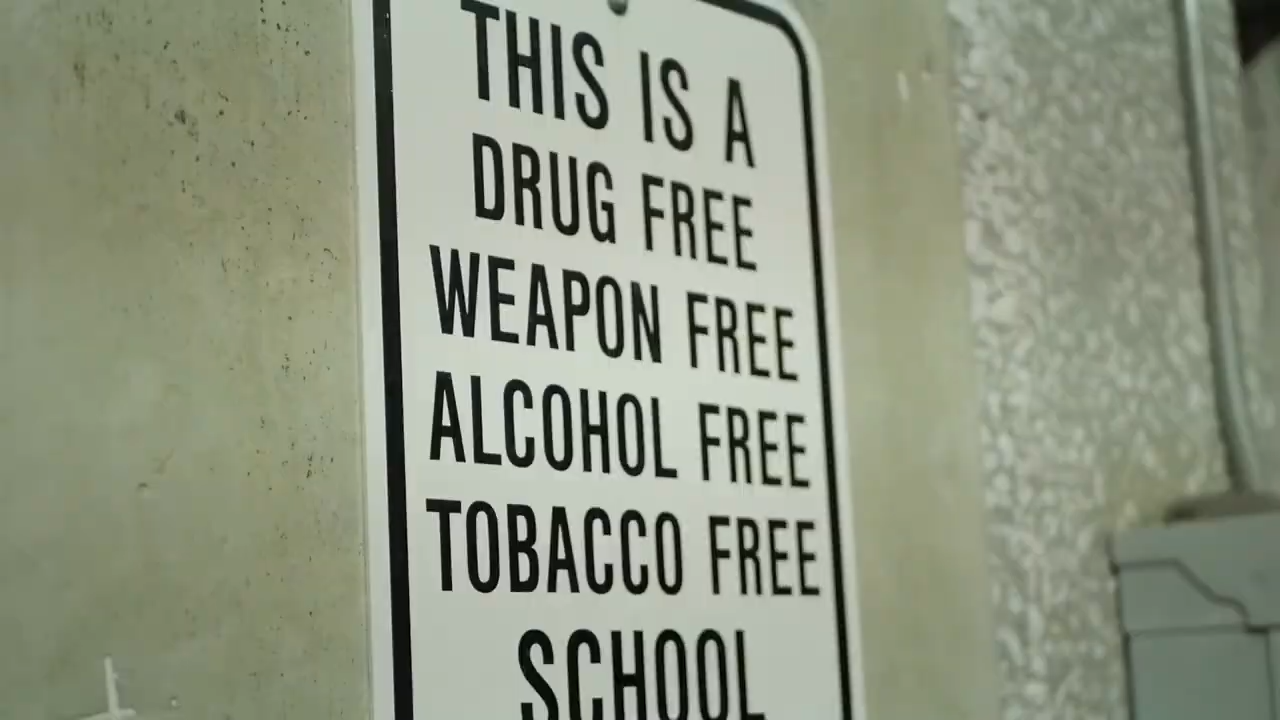 THIS IS A
DRUG FREE
WEAPON FREE
ALCOHOL FREE
TOBACCO FREE
SCHOOL